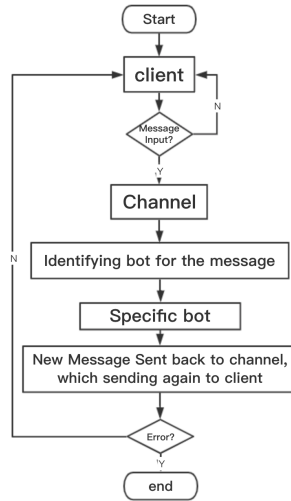 Start
client
N
Message
Input?
Y
Channel
Identifying bot for the message
Specific bot
New Message Sent back to channel,
which sending again to client
N
Error?
Y
end